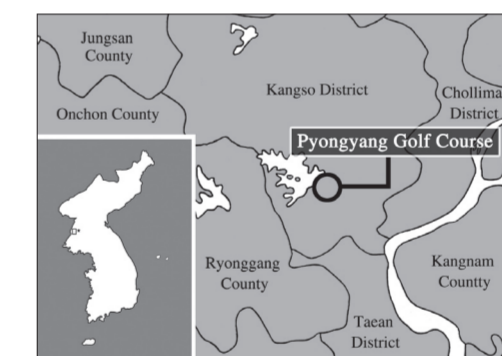 Jungsan
County
Kangso District
Chollima
District
Onchon County
Pyongyang Golf Course
Ryonggang
County
Kangnam
Countty
Taean
District